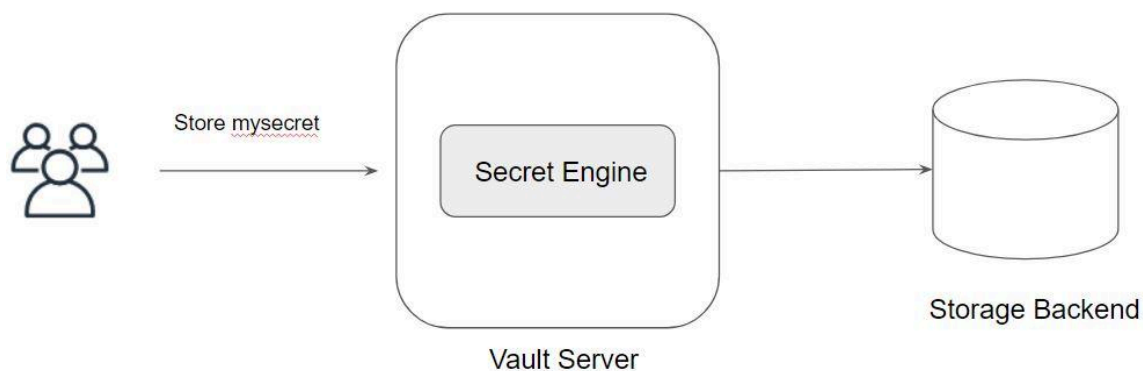 Store mysecret
Secret Engine
Storage Backend
Vault Server